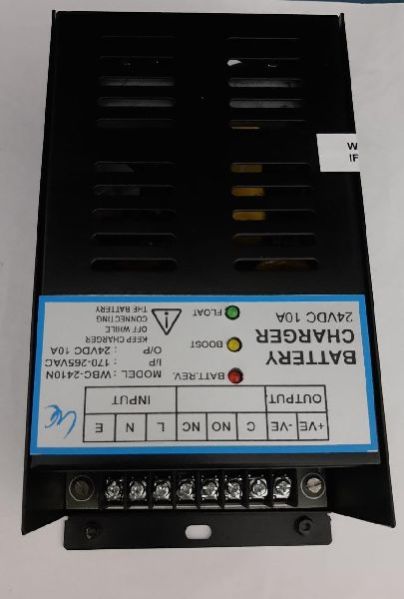 +VE -VE C NO NC L N E
OUTPUT INPUT
BATTERY
CHARGER
24VDC 10A
BATT.REV.
BOOST
FLOAT
MODEL : WBC-2410N
I/P : 170-265VAC
O/P : 24VDC 10A
KEEP CHARGER
OFF WHILE
CONNECTING
THE BATTERY
W